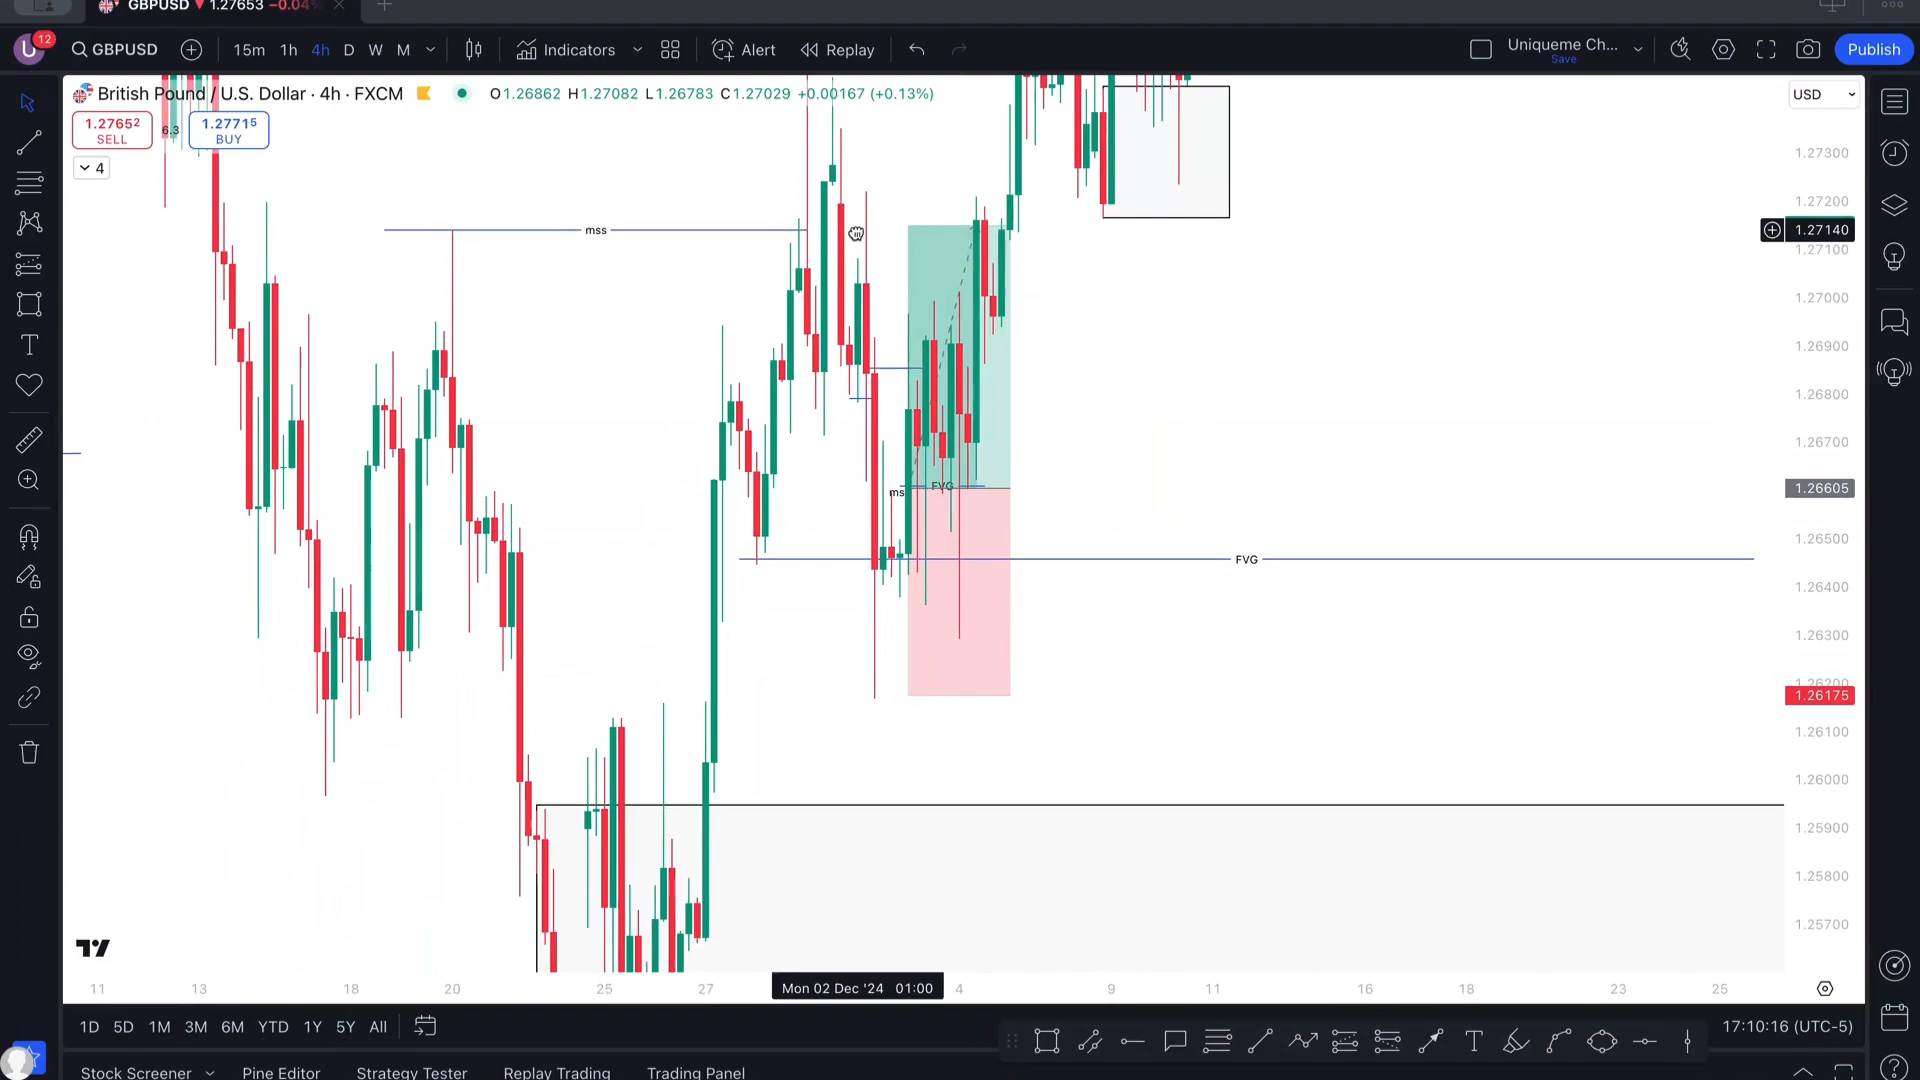 GBPUSD 1.27653 −0.04%
12
GBPUSD 15m 1h 4h D W M Indicators Alert Replay Uniqueme Ch... Save Publish
British Pound / U.S. Dollar · 4h · FXCM O1.26862 H1.27082 L1.26783 C1.27029 +0.00167 (+0.13%) USD
1.27652 SELL 6.3 1.27715 BUY
4
1.27300
1.27200
mss 1.27140
1.27100
1.27000
1.26900
1.26800
1.26700
ms FVG 1.26605
1.26500
FVG
1.26400
1.26300
1.26200
1.26175
1.26100
1.26000
1.25900
1.25800
1.25700
11 13 18 20 25 27 Mon 02 Dec '24 01:00 4 9 11 16 18 23 25
1D 5D 1M 3M 6M YTD 1Y 5Y All 17:10:16 (UTC-5)
Stock Screener Pine Editor Strategy Tester Replay Trading Trading Panel